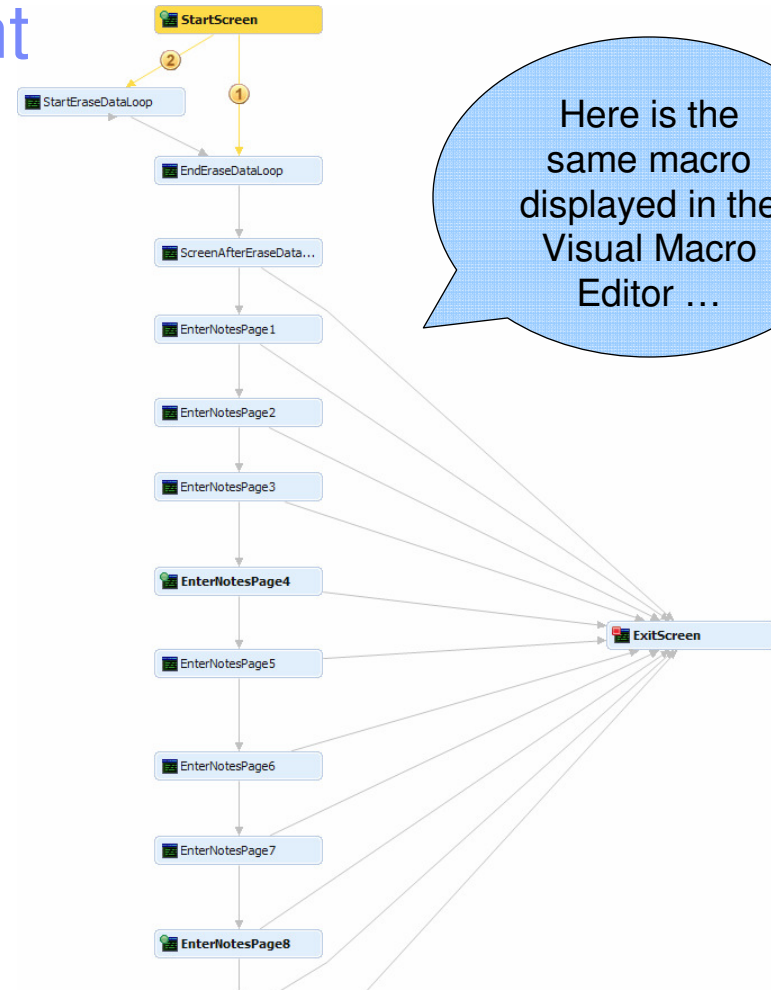 nt
StartScreen
2
1
StartEraseDataLoop
EndEraseDataLoop
ScreenAfterEraseData...
EnterNotesPage1
EnterNotesPage2
EnterNotesPage3
EnterNotesPage4
EnterNotesPage5
EnterNotesPage6
EnterNotesPage7
EnterNotesPage8
ExitScreen
Here is the
same macro
displayed in the
Visual Macro
Editor …